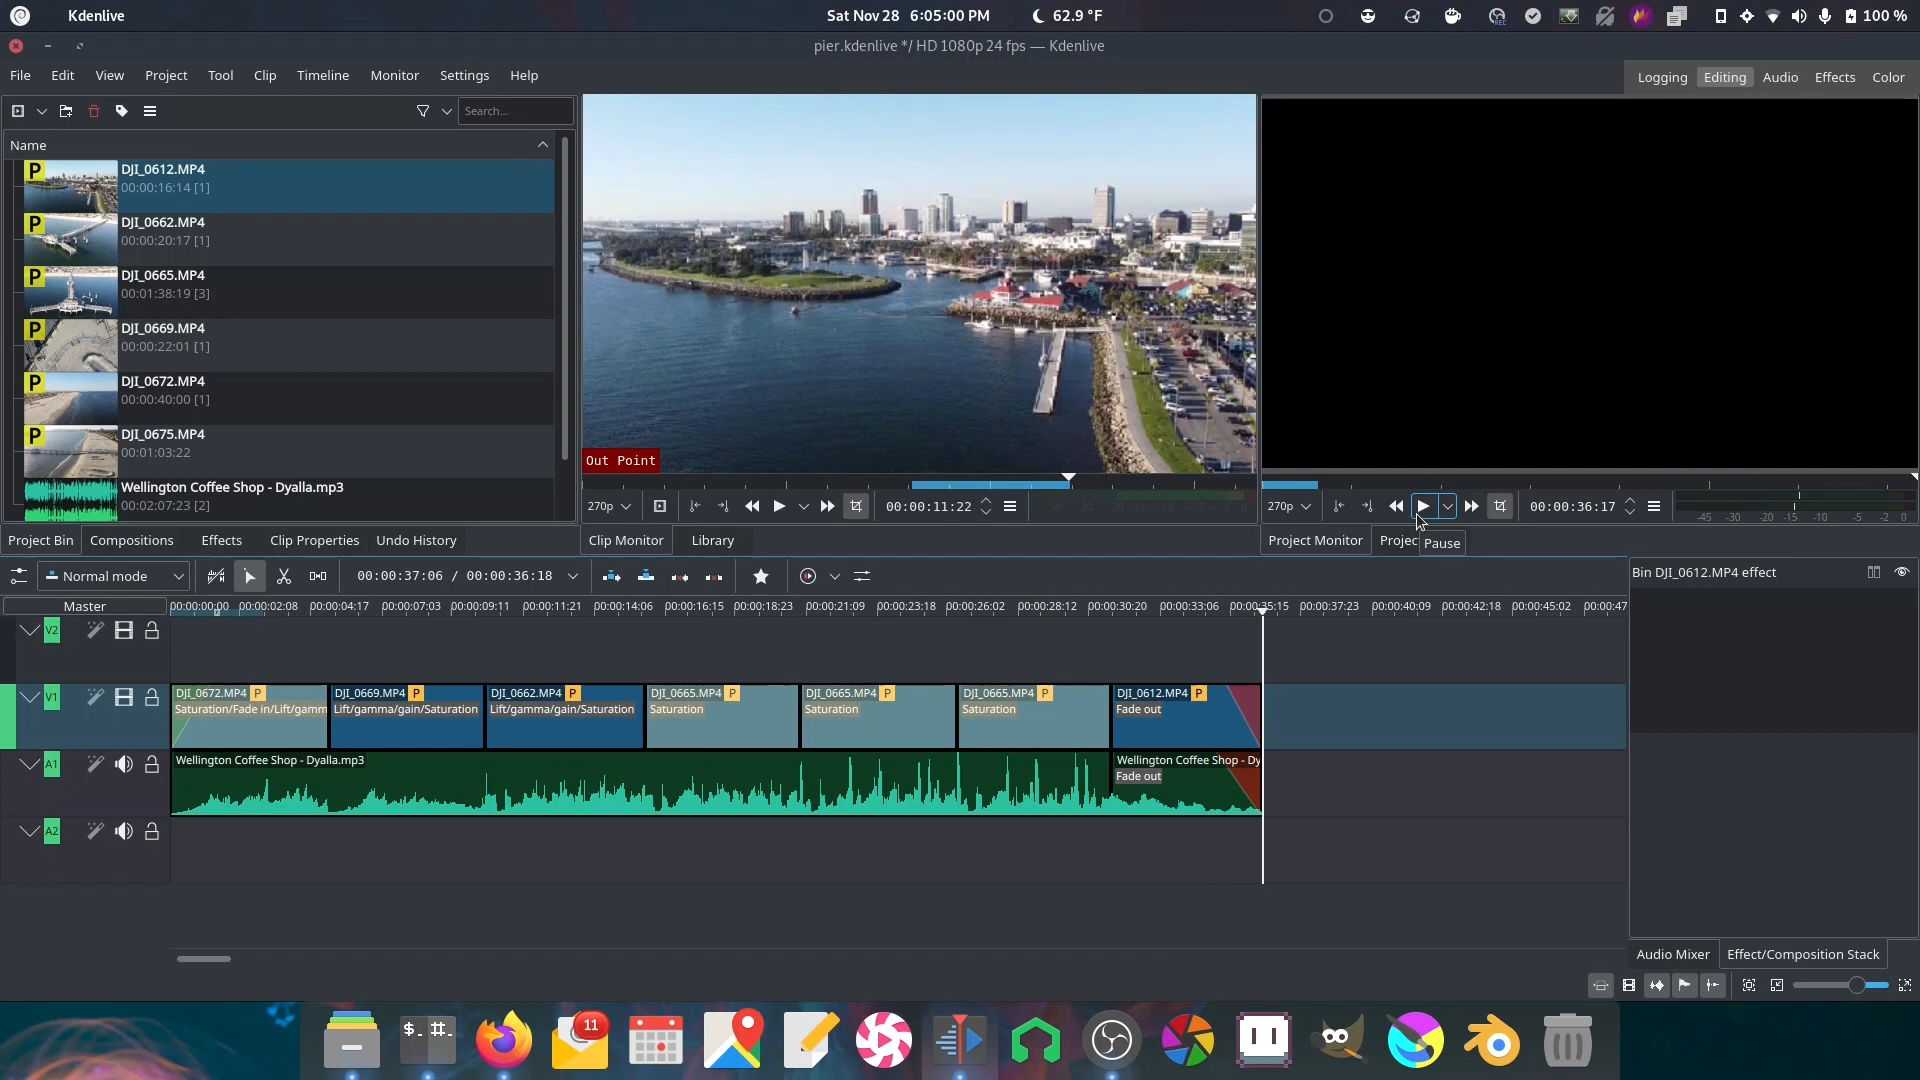 Kdenlive
Sat Nov 28 6:05:00 PM
62.9 °F
REC
100 %
pier.kdenlive */ HD 1080p 24 fps — Kdenlive
File Edit View Project Tool Clip Timeline Monitor Settings Help
Logging Editing Audio Effects Color
Search...
Name
P DJI_0612.MP4
00:00:16:14 [1]
P DJI_0662.MP4
00:00:20:17 [1]
P DJI_0665.MP4
00:01:38:19 [3]
P DJI_0669.MP4
00:00:22:01 [1]
P DJI_0672.MP4
00:00:40:00 [1]
P DJI_0675.MP4
00:01:03:22
Wellington Coffee Shop - Dyalla.mp3
00:02:07:23 [2]
Out Point
270p 00:00:11:22
270p 00:00:36:17
-45 -30 -20 -15 -10 -5 -2 0
Project Bin Compositions Effects Clip Properties Undo History
Clip Monitor Library
Project Monitor Projec
Pause
Normal mode
00:00:37:06 / 00:00:36:18
Bin DJI_0612.MP4 effect
Master
00:00:00:00 00:00:02:08 00:00:04:17 00:00:07:03 00:00:09:11 00:00:11:21 00:00:14:06 00:00:16:15 00:00:18:23 00:00:21:09 00:00:23:18 00:00:26:02 00:00:28:12 00:00:30:20 00:00:33:06 00:00:35:15 00:00:37:23 00:00:40:09 00:00:42:18 00:00:45:02 00:00:47
V2
V1
DJI_0672.MP4 P DJI_0669.MP4 P DJI_0662.MP4 P DJI_0665.MP4 P DJI_0665.MP4 P DJI_0665.MP4 P DJI_0612.MP4 P
Saturation/Fade in/Lift/gamm Lift/gamma/gain/Saturation Lift/gamma/gain/Saturation Saturation Saturation Saturation Fade out
A1
Wellington Coffee Shop - Dyalla.mp3 Wellington Coffee Shop - Dy
Fade out
A2
Audio Mixer Effect/Composition Stack
$_ #:_
11